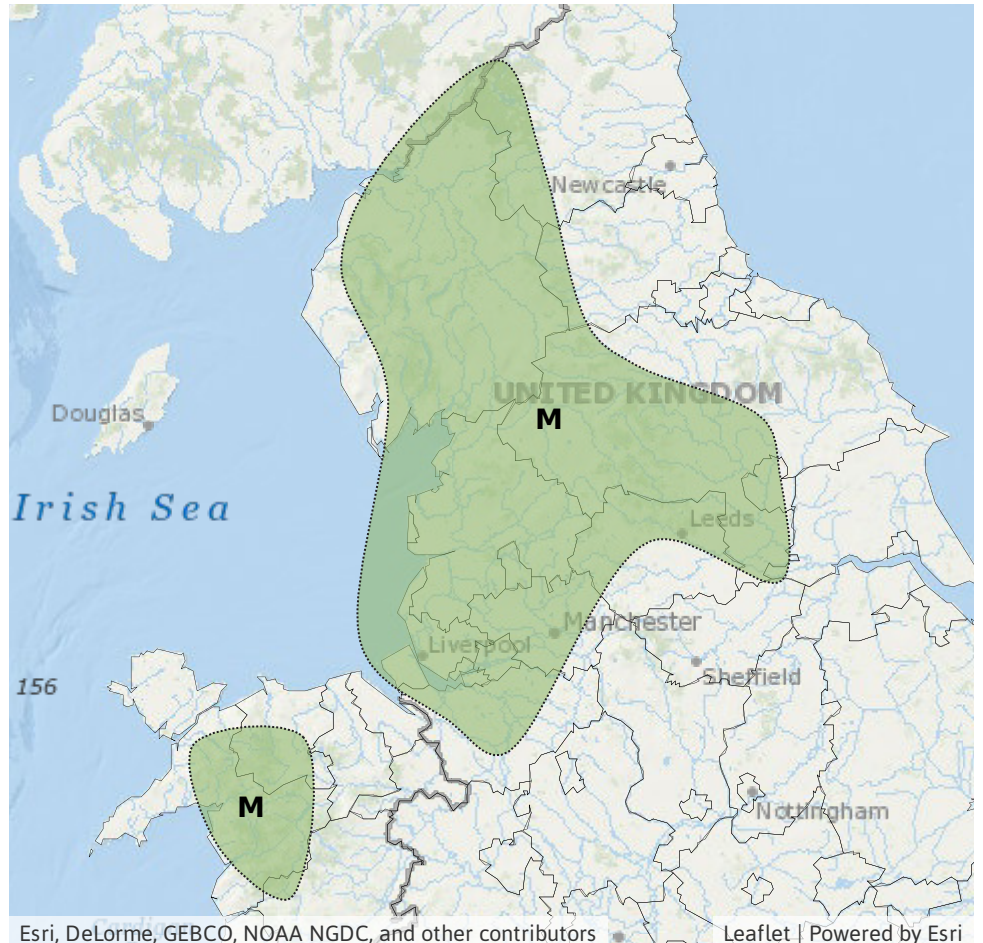 Newcastle
UNITED KINGDOM
Douglas
M
Irish Sea
Leeds
Manchester
Liverpool
156
Sheffield
M
Nottingham
Cardigan
Esri, DeLorme, GEBCO, NOAA NGDC, and other contributors
Leaflet | Powered by Esri